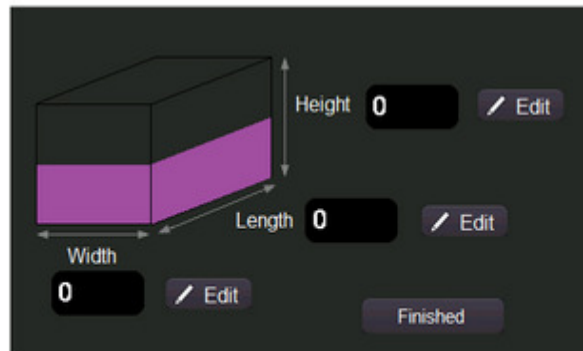 Height 0 Edit
Length 0 Edit
Width
0 Edit
Finished